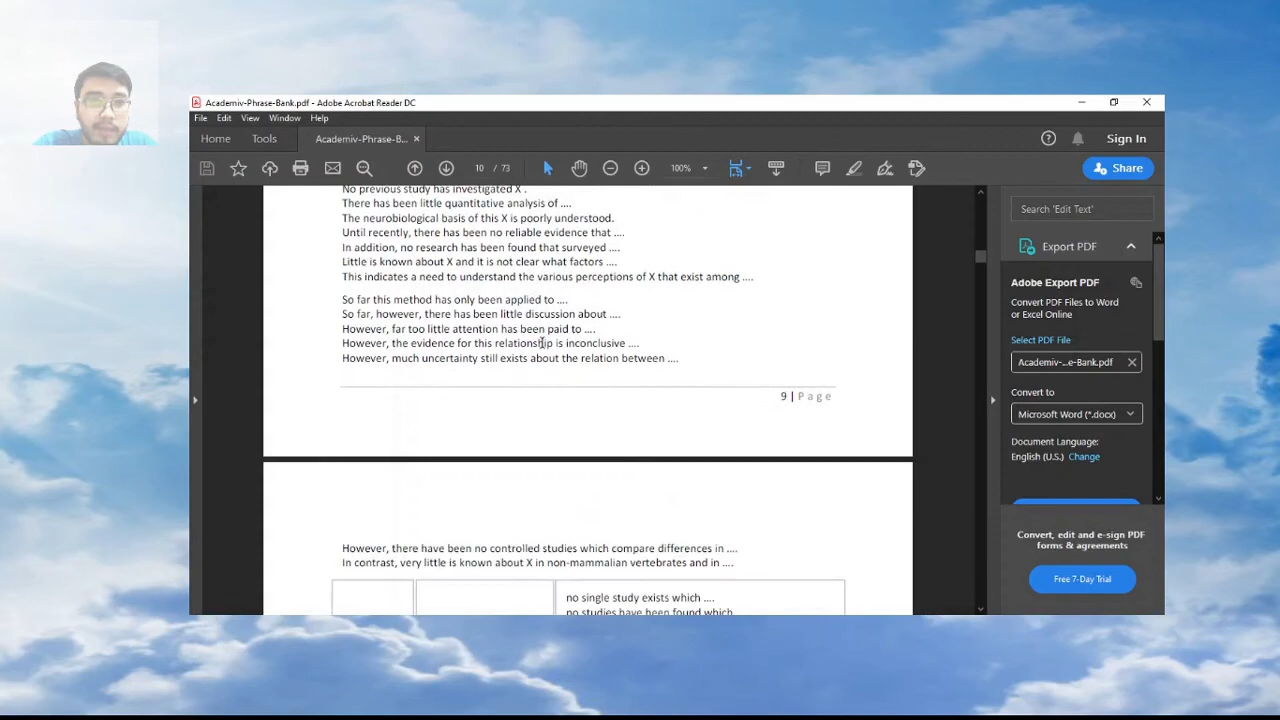 Academiv-Phrase-Bank.pdf - Adobe Acrobat Reader DC
File Edit View Window Help
Home Tools Academiv-Phrase-B... × Sign In
10 / 73 100% Share
No previous study has investigated X .
There has been little quantitative analysis of ....
The neurobiological basis of this X is poorly understood.
Until recently, there has been no reliable evidence that ....
In addition, no research has been found that surveyed ....
Little is known about X and it is not clear what factors ....
This indicates a need to understand the various perceptions of X that exist among ....
So far this method has only been applied to ....
So far, however, there has been little discussion about ....
However, far too little attention has been paid to ....
However, the evidence for this relationship is inconclusive ....
However, much uncertainty still exists about the relation between ....
9 | Page
However, there have been no controlled studies which compare differences in ....
In contrast, very little is known about X in non-mammalian vertebrates and in ....
no single study exists which ....
no studies have been found which
Search 'Edit Text'
Export PDF
Adobe Export PDF
Convert PDF Files to Word
or Excel Online
Select PDF File
Academiv-...e-Bank.pdf
Convert to
Microsoft Word (*.docx)
Document Language:
English (U.S.) Change
Convert, edit and e-sign PDF
forms & agreements
Free 7-Day Trial